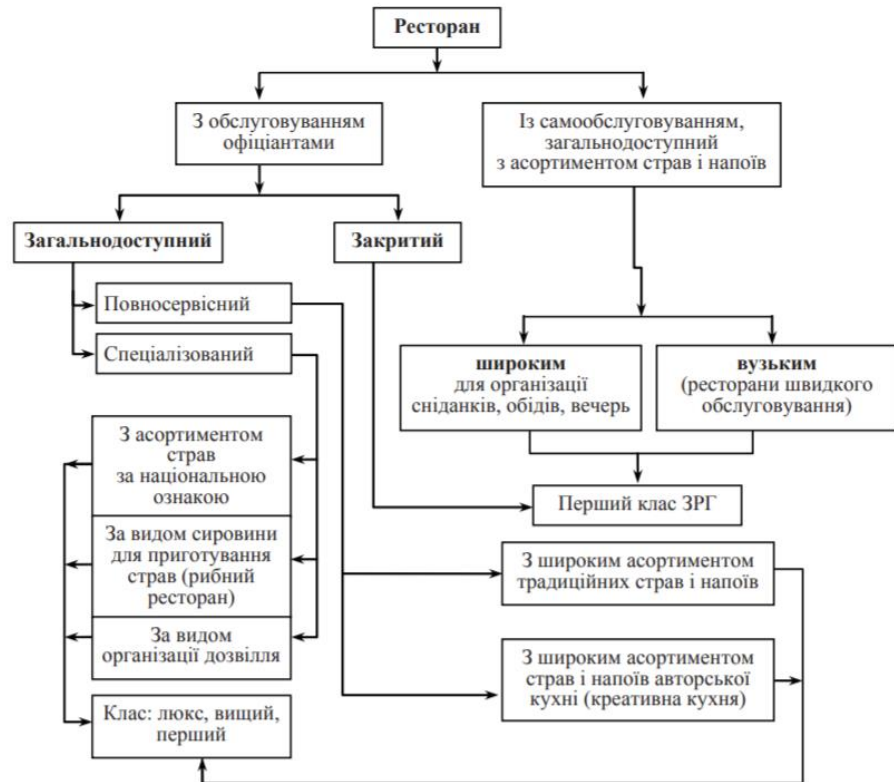 Ресторан
З обслуговуванням
офіціантами
Із самообслуговуванням,
загальнодоступний
з асортиментом страв і напоїв
Загальнодоступний
Закритий
Повносервісний
Спеціалізований
широким
для організації
сніданків, обідів, вечерь
вузьким
(ресторани швидкого
обслуговування)
З асортиментом
страв
за національною
ознакою
Перший клас ЗРГ
За видом сировини
для приготування
страв (рибний
ресторан)
З широким асортиментом
традиційних страв і напоїв
За видом
організації дозвілля
З широким асортиментом
страв і напоїв авторської
кухні (креативна кухня)
Клас: люкс, вищий,
перший